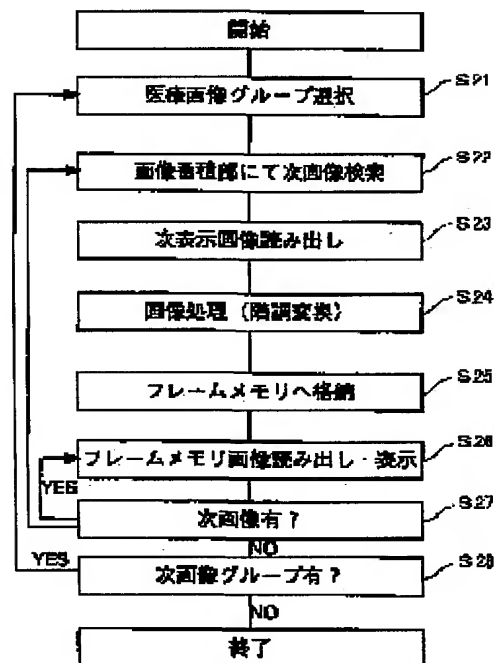 開始
医療画像グループ選択
S21
画像蓄積部にて次画像検索
S22
次表示画像読み出し
S23
画像処理(階調変換)
S24
フレームメモリへ格納
S25
フレームメモリ画像読み出し・表示
S26
YES
次画像有?
S27
NO
YES
次画像グループ有?
S28
NO
終了